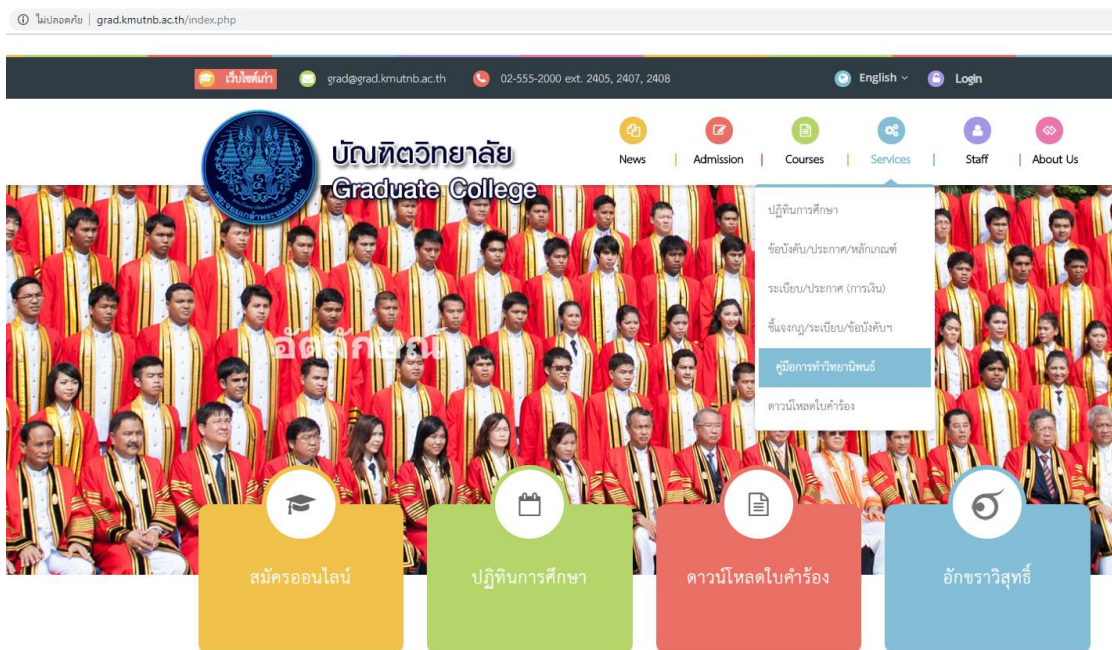 ไม่ปลอดภัย | grad.kmutnb.ac.th/index.php
เว็บไซต์เก่า grad@grad.kmutnb.ac.th 02-555-2000 ext. 2405, 2407, 2408 English Login
บัณฑิตวิทยาลัย
Graduate College
News | Admission | Courses | Services | Staff | About Us
ปฏิทินการศึกษา
ข้อบังคับ/ประกาศ/หลักเกณฑ์
ระเบียบ/ประกาศ (การเงิน)
ชี้แจงกฎ/ระเบียบ/ข้อบังคับฯ
คู่มือการทำวิทยานิพนธ์
ดาวน์โหลดใบคำร้อง
อัตลักษณ์
สมัครออนไลน์
ปฏิทินการศึกษา
ดาวน์โหลดใบคำร้อง
อักขราวิสุทธิ์